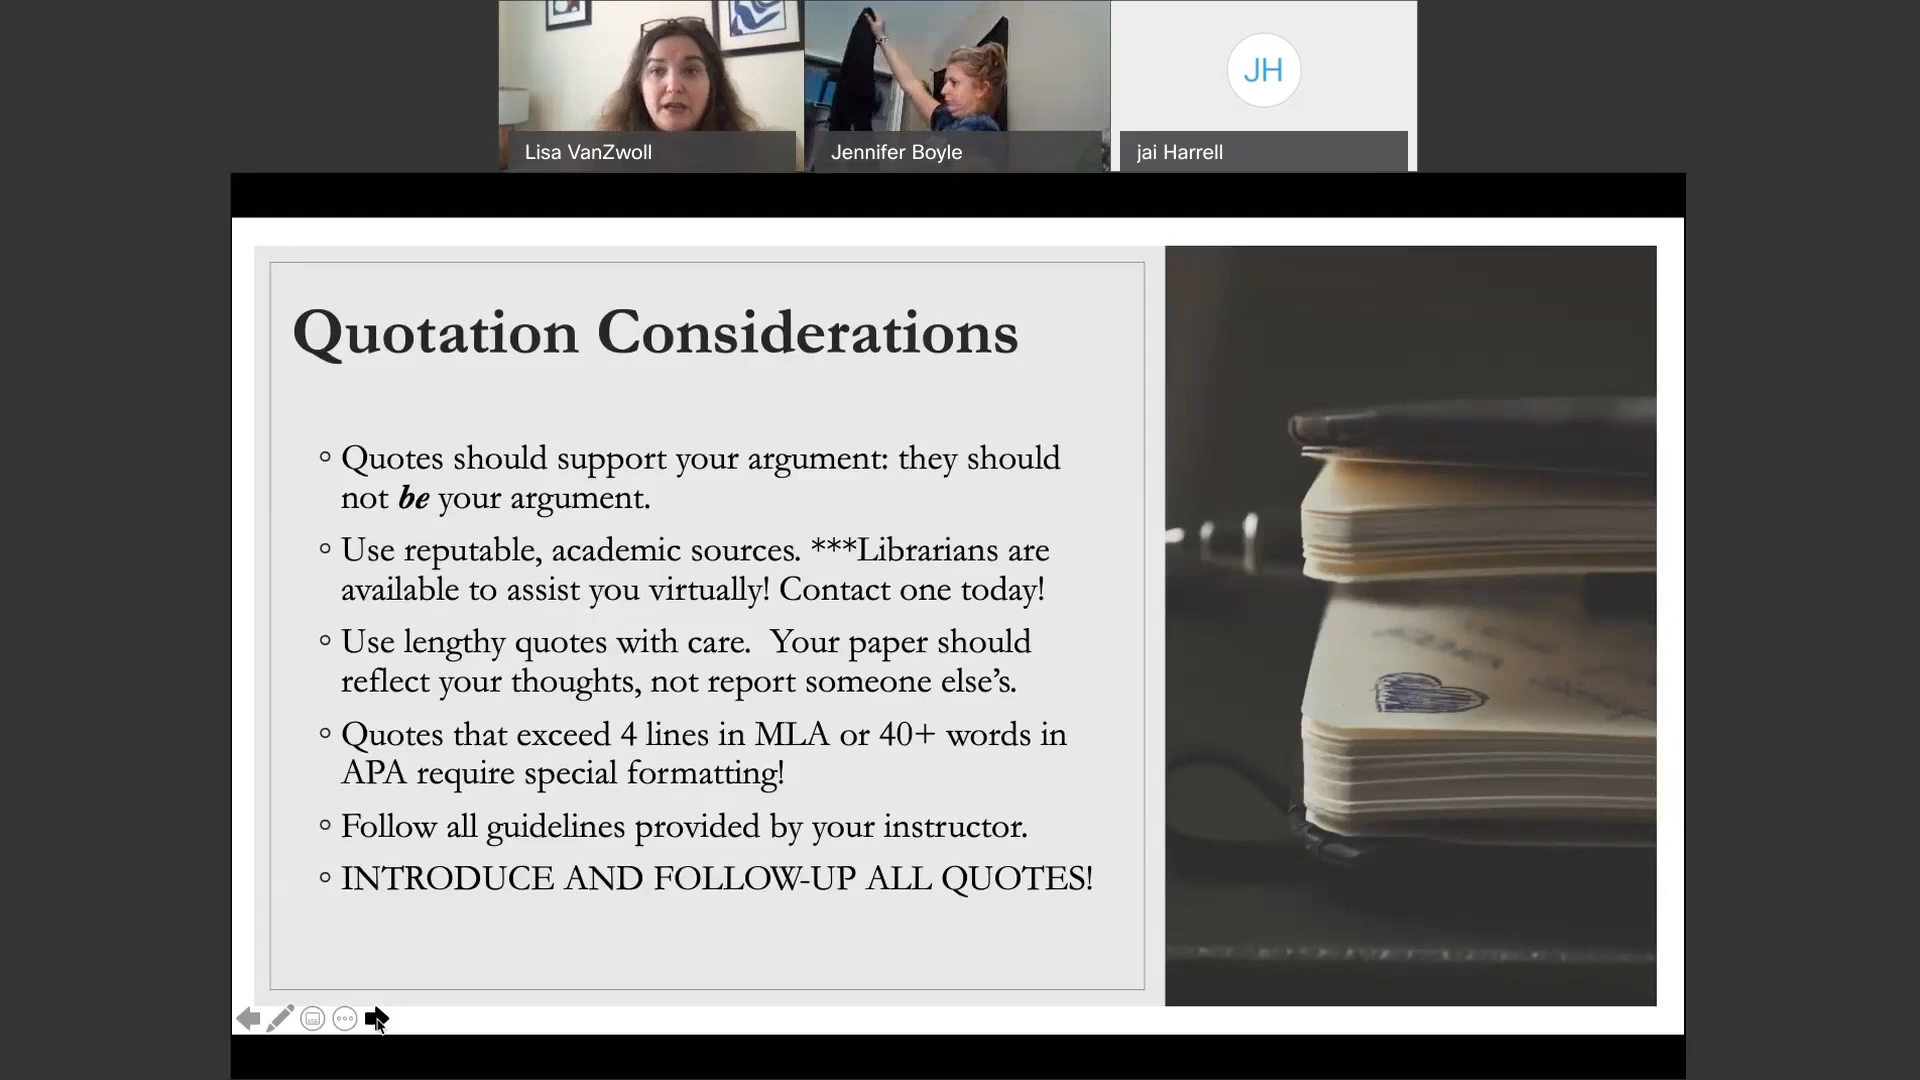 JH
Lisa VanZwoll
Jennifer Boyle
jai Harrell
Quotation Considerations
◦ Quotes should support your argument: they should
not be your argument.
◦ Use reputable, academic sources. ***Librarians are
available to assist you virtually! Contact one today!
◦ Use lengthy quotes with care.  Your paper should
reflect your thoughts, not report someone else’s.
◦ Quotes that exceed 4 lines in MLA or 40+ words in
APA require special formatting!
◦ Follow all guidelines provided by your instructor.
◦ INTRODUCE AND FOLLOW-UP ALL QUOTES!